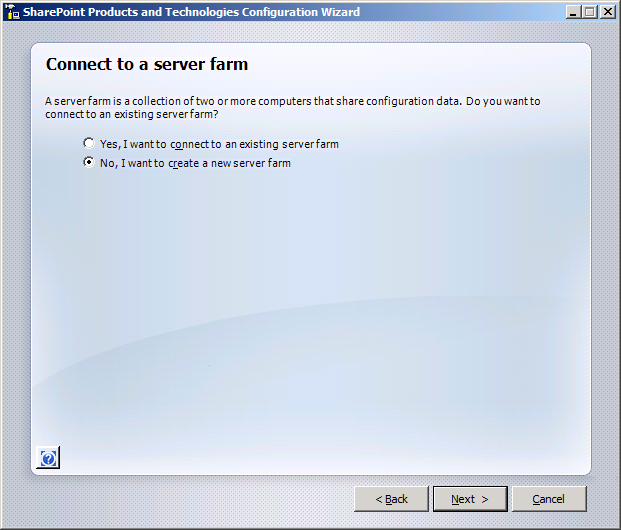 SharePoint Products and Technologies Configuration Wizard
Connect to a server farm
A server farm is a collection of two or more computers that share configuration data. Do you want to
connect to an existing server farm?
Yes, I want to connect to an existing server farm
No, I want to create a new server farm
?
< Back
Next >
Cancel